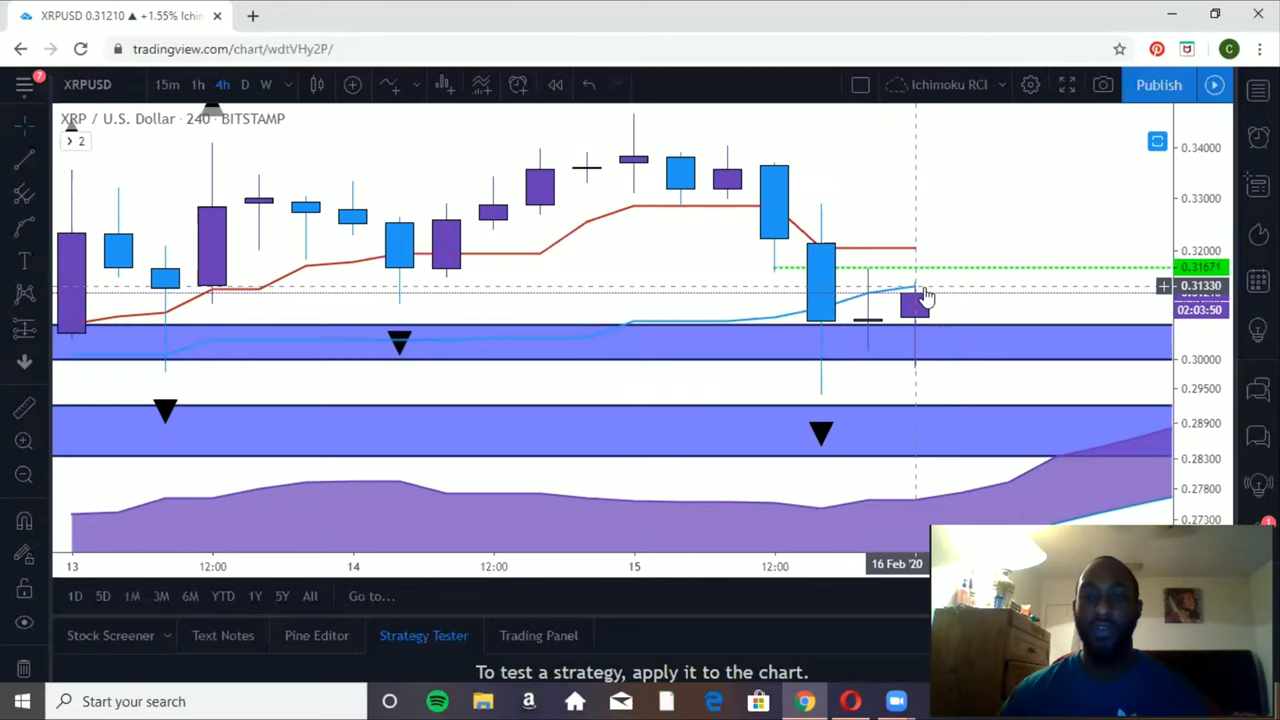 XRPUSD 0.31210 ▲ +1.55% Ichin
tradingview.com/chart/wdtVHy2P/
C
7
XRPUSD
15m 1h 4h D W
Ichimoku RCI
Publish
XRP / U.S. Dollar · 240 · BITSTAMP
2
0.34000
0.33000
0.32000
0.31671
0.31330
02:03:50
0.30000
0.29500
0.28900
0.28300
0.27800
0.27300
13 12:00 14 12:00 15 12:00 16 Feb '20
1D 5D 1M 3M 6M YTD 1Y 5Y All Go to...
Stock Screener Text Notes Pine Editor Strategy Tester Trading Panel
To test a strategy, apply it to the chart.
Start your search